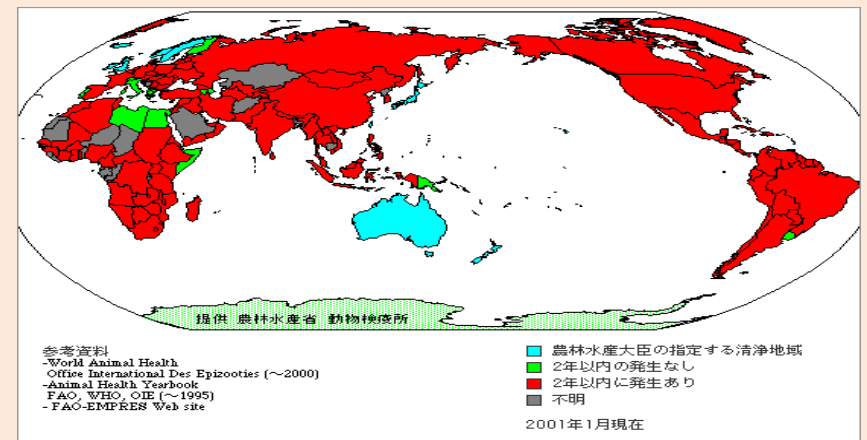 提供 農林水産省 動物検疫所
参考資料
-World Animal Health
Office International Des Epizooties (～2000)
-Animal Health Yearbook
FAO, WHO, OIE (～1995)
- FAO-EMPRES Web site
農林水産大臣の指定する清浄地域
2年以内の発生なし
2年以内に発生あり
不明
2001年1月現在